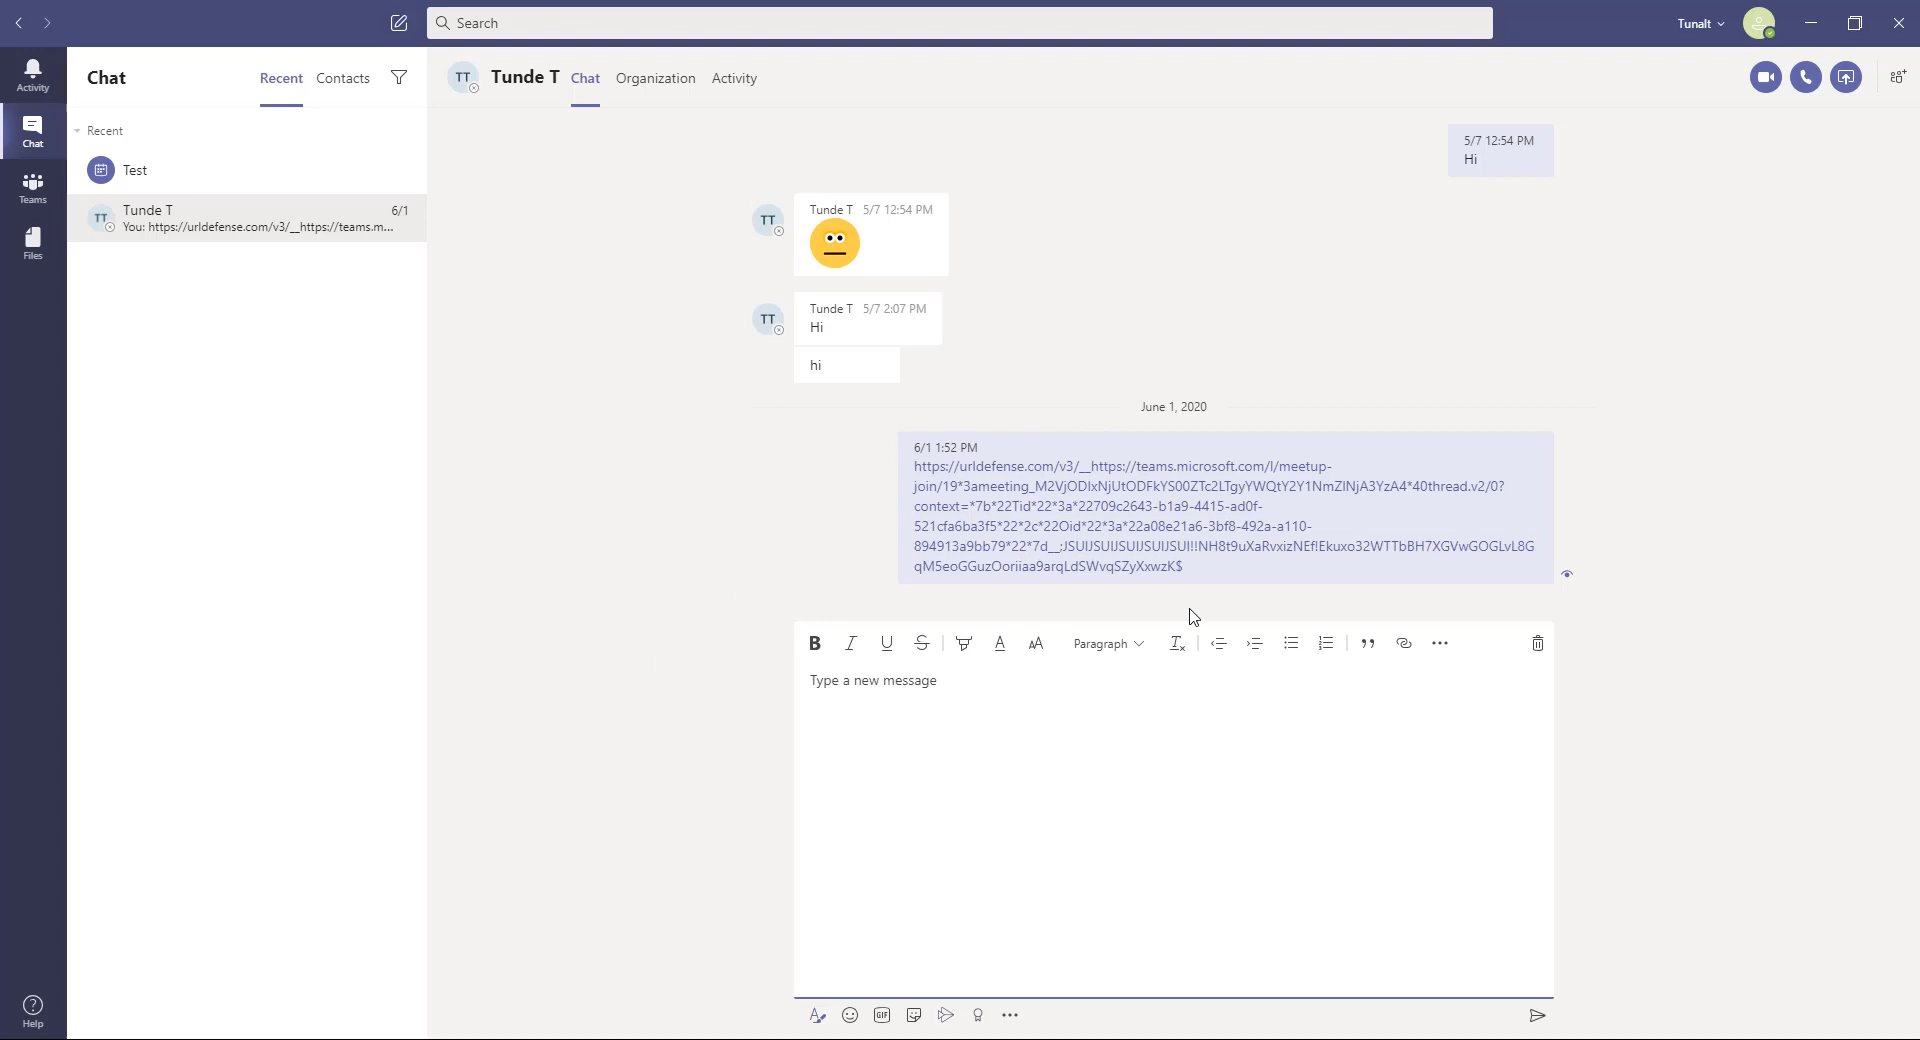 Search
Tunalt
Activity
Chat
Teams
Files
Help
Chat
Recent
Contacts
Recent
Test
Tunde T
6/1
You: https://urldefense.com/v3/__https://teams.m...
TT
TT
Tunde T
Chat
Organization
Activity
5/7 12:54 PM
Hi
TT
Tunde T 5/7 12:54 PM
TT
Tunde T 5/7 2:07 PM
Hi
hi
June 1, 2020
6/1 1:52 PM
https://urldefense.com/v3/__https://teams.microsoft.com/l/meetup-
join/19*3ameeting_M2VjODIxNjUtODFkYS00ZTc2LTgyYWQtY2Y1NmZlNjA3YzA4*40thread.v2/0?
context=*7b*22Tid*22*3a*22709c2643-b1a9-4415-ad0f-
521cfa6ba3f5*22*2c*22Oid*22*3a*22a08e21a6-3bf8-492a-a110-
894913a9bb79*22*7d__;JSUlJSUlJSUlJSUlJSUl!!NH8t9uXaRvxizNEf!Ekuxo32WTTbBH7XGVwGOGLvL8G
qM5eoGGuzOoriiaa9arqLdSWvqSZyXxwzK$
B
I
U
S
A
AA
Paragraph
Type a new message
GIF